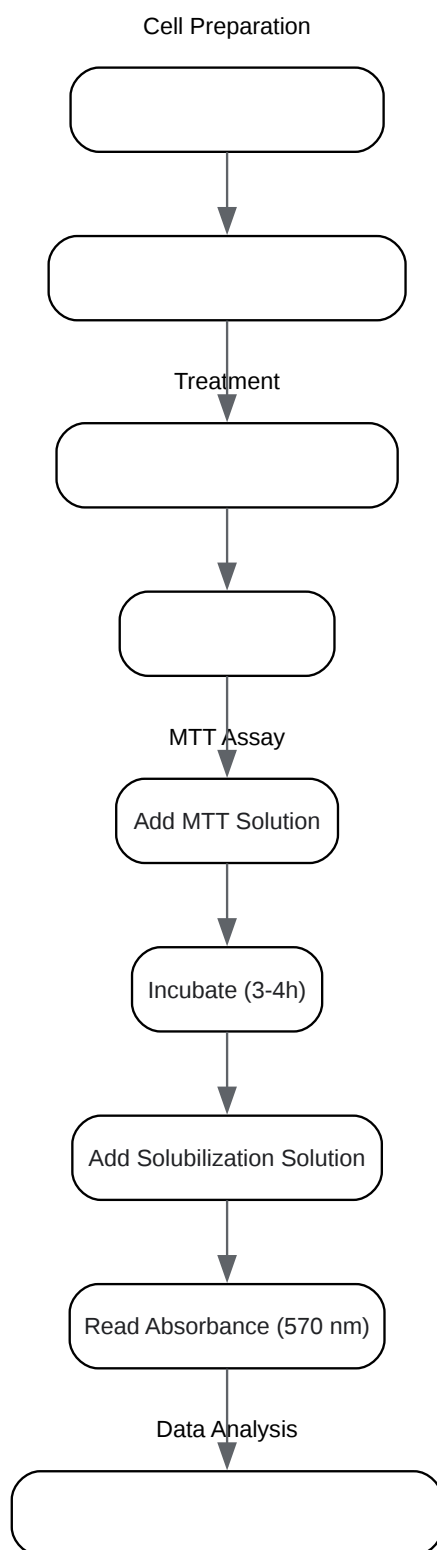 Cell Preparation
Treatment
MTT Assay
Add MTT Solution
Incubate (3-4h)
Add Solubilization Solution
Read Absorbance (570 nm)
Data Analysis